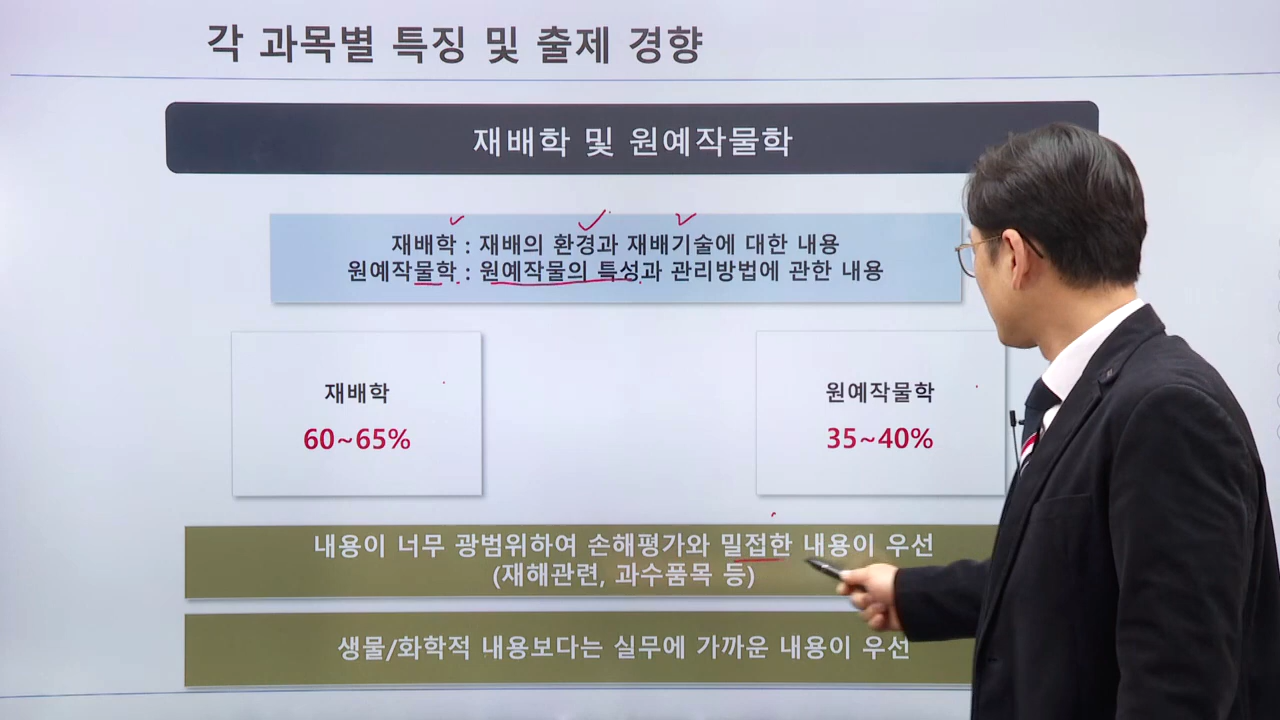 각 과목별 특징 및 출제 경향
재배학 및 원예작물학
재배학 : 재배의 환경과 재배기술에 대한 내용
원예작물학 : 원예작물의 특성과 관리방법에 관한 내용
재배학
60~65%
원예작물학
35~40%
내용이 너무 광범위하여 손해평가와 밀접한 내용이 우선
(재해관련, 과수품목 등)
생물/화학적 내용보다는 실무에 가까운 내용이 우선